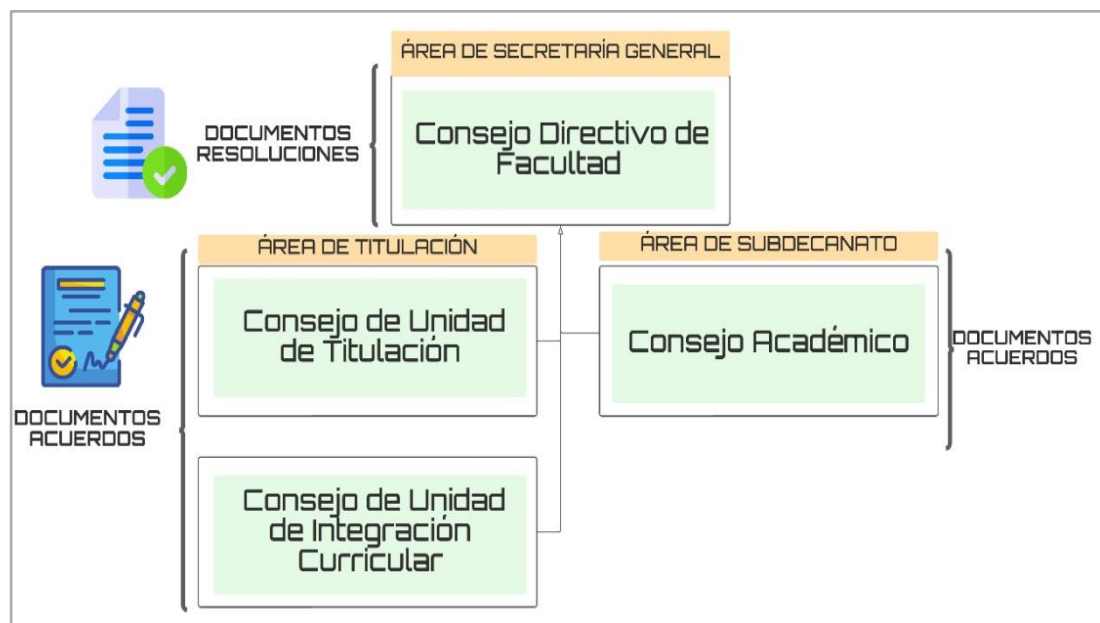 ÁREA DE SECRETARÍA GENERAL
DOCUMENTOS
RESOLUCIONES
Consejo Directivo de
Facultad
ÁREA DE TITULACIÓN
ÁREA DE SUBDECANATO
Consejo de Unidad
de Titulación
Consejo Académico
DOCUMENTOS
ACUERDOS
DOCUMENTOS
ACUERDOS
Consejo de Unidad
de Integración
Curricular